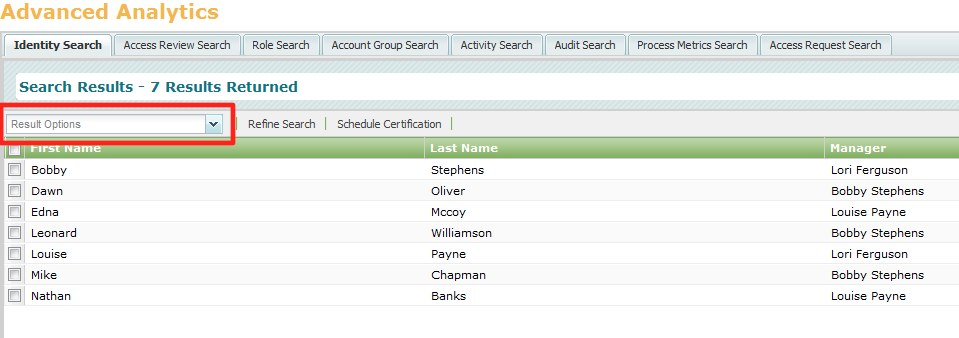 Advanced Analytics
Identity Search Access Review Search Role Search Account Group Search Activity Search Audit Search Process Metrics Search Access Request Search
Search Results - 7 Results Returned
Result Options Refine Search Schedule Certification
First Name Last Name Manager
Bobby Stephens Lori Ferguson
Dawn Oliver Bobby Stephens
Edna Mccoy Louise Payne
Leonard Williamson Bobby Stephens
Louise Payne Lori Ferguson
Mike Chapman Bobby Stephens
Nathan Banks Louise Payne